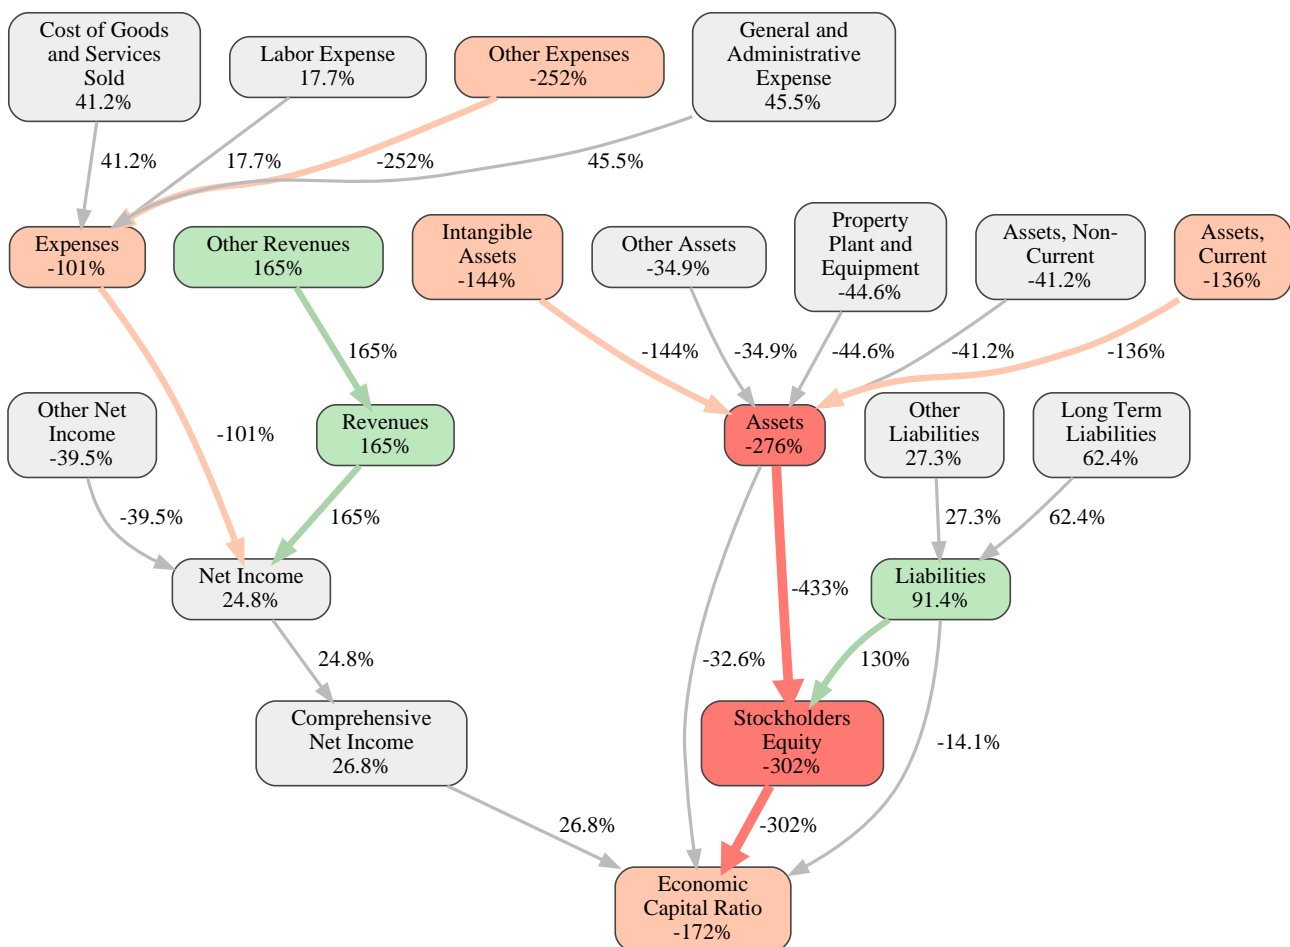 Cost of Goods
and Services
Sold
41.2%
Labor Expense
17.7%
Other Expenses
-252%
General and
Administrative
Expense
45.5%
41.2%
17.7%
-252%
45.5%
Expenses
-101%
Other Revenues
165%
Intangible
Assets
-144%
Other Assets
-34.9%
Property
Plant and
Equipment
-44.6%
Assets, Non-
Current
-41.2%
Assets,
Current
-136%
165%
-144%
-34.9%
-44.6%
-41.2%
-136%
Other Net
Income
-39.5%
-101%
Revenues
165%
Assets
-276%
Other
Liabilities
27.3%
Long Term
Liabilities
62.4%
-39.5%
165%
27.3%
62.4%
Net Income
24.8%
-433%
Liabilities
91.4%
24.8%
-32.6%
130%
Comprehensive
Net Income
26.8%
Stockholders
Equity
-302%
-14.1%
26.8%
-302%
Economic
Capital Ratio
-172%